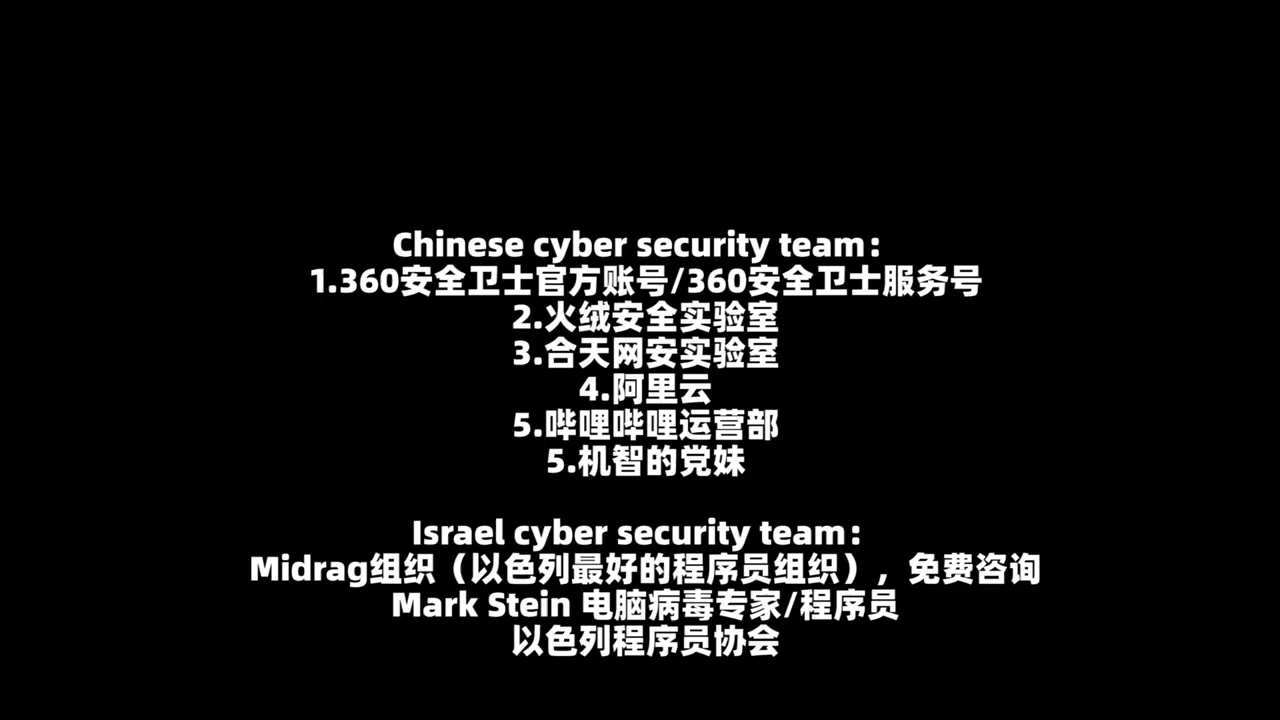 Chinese cyber security team：
1.360安全卫士官方账号/360安全卫士服务号
2.火绒安全实验室
3.合天网安实验室
4.阿里云
5.哔哩哔哩运营部
5.机智的党妹
Israel cyber security team：
Midrag组织（以色列最好的程序员组织），免费咨询
Mark Stein 电脑病毒专家/程序员
以色列程序员协会